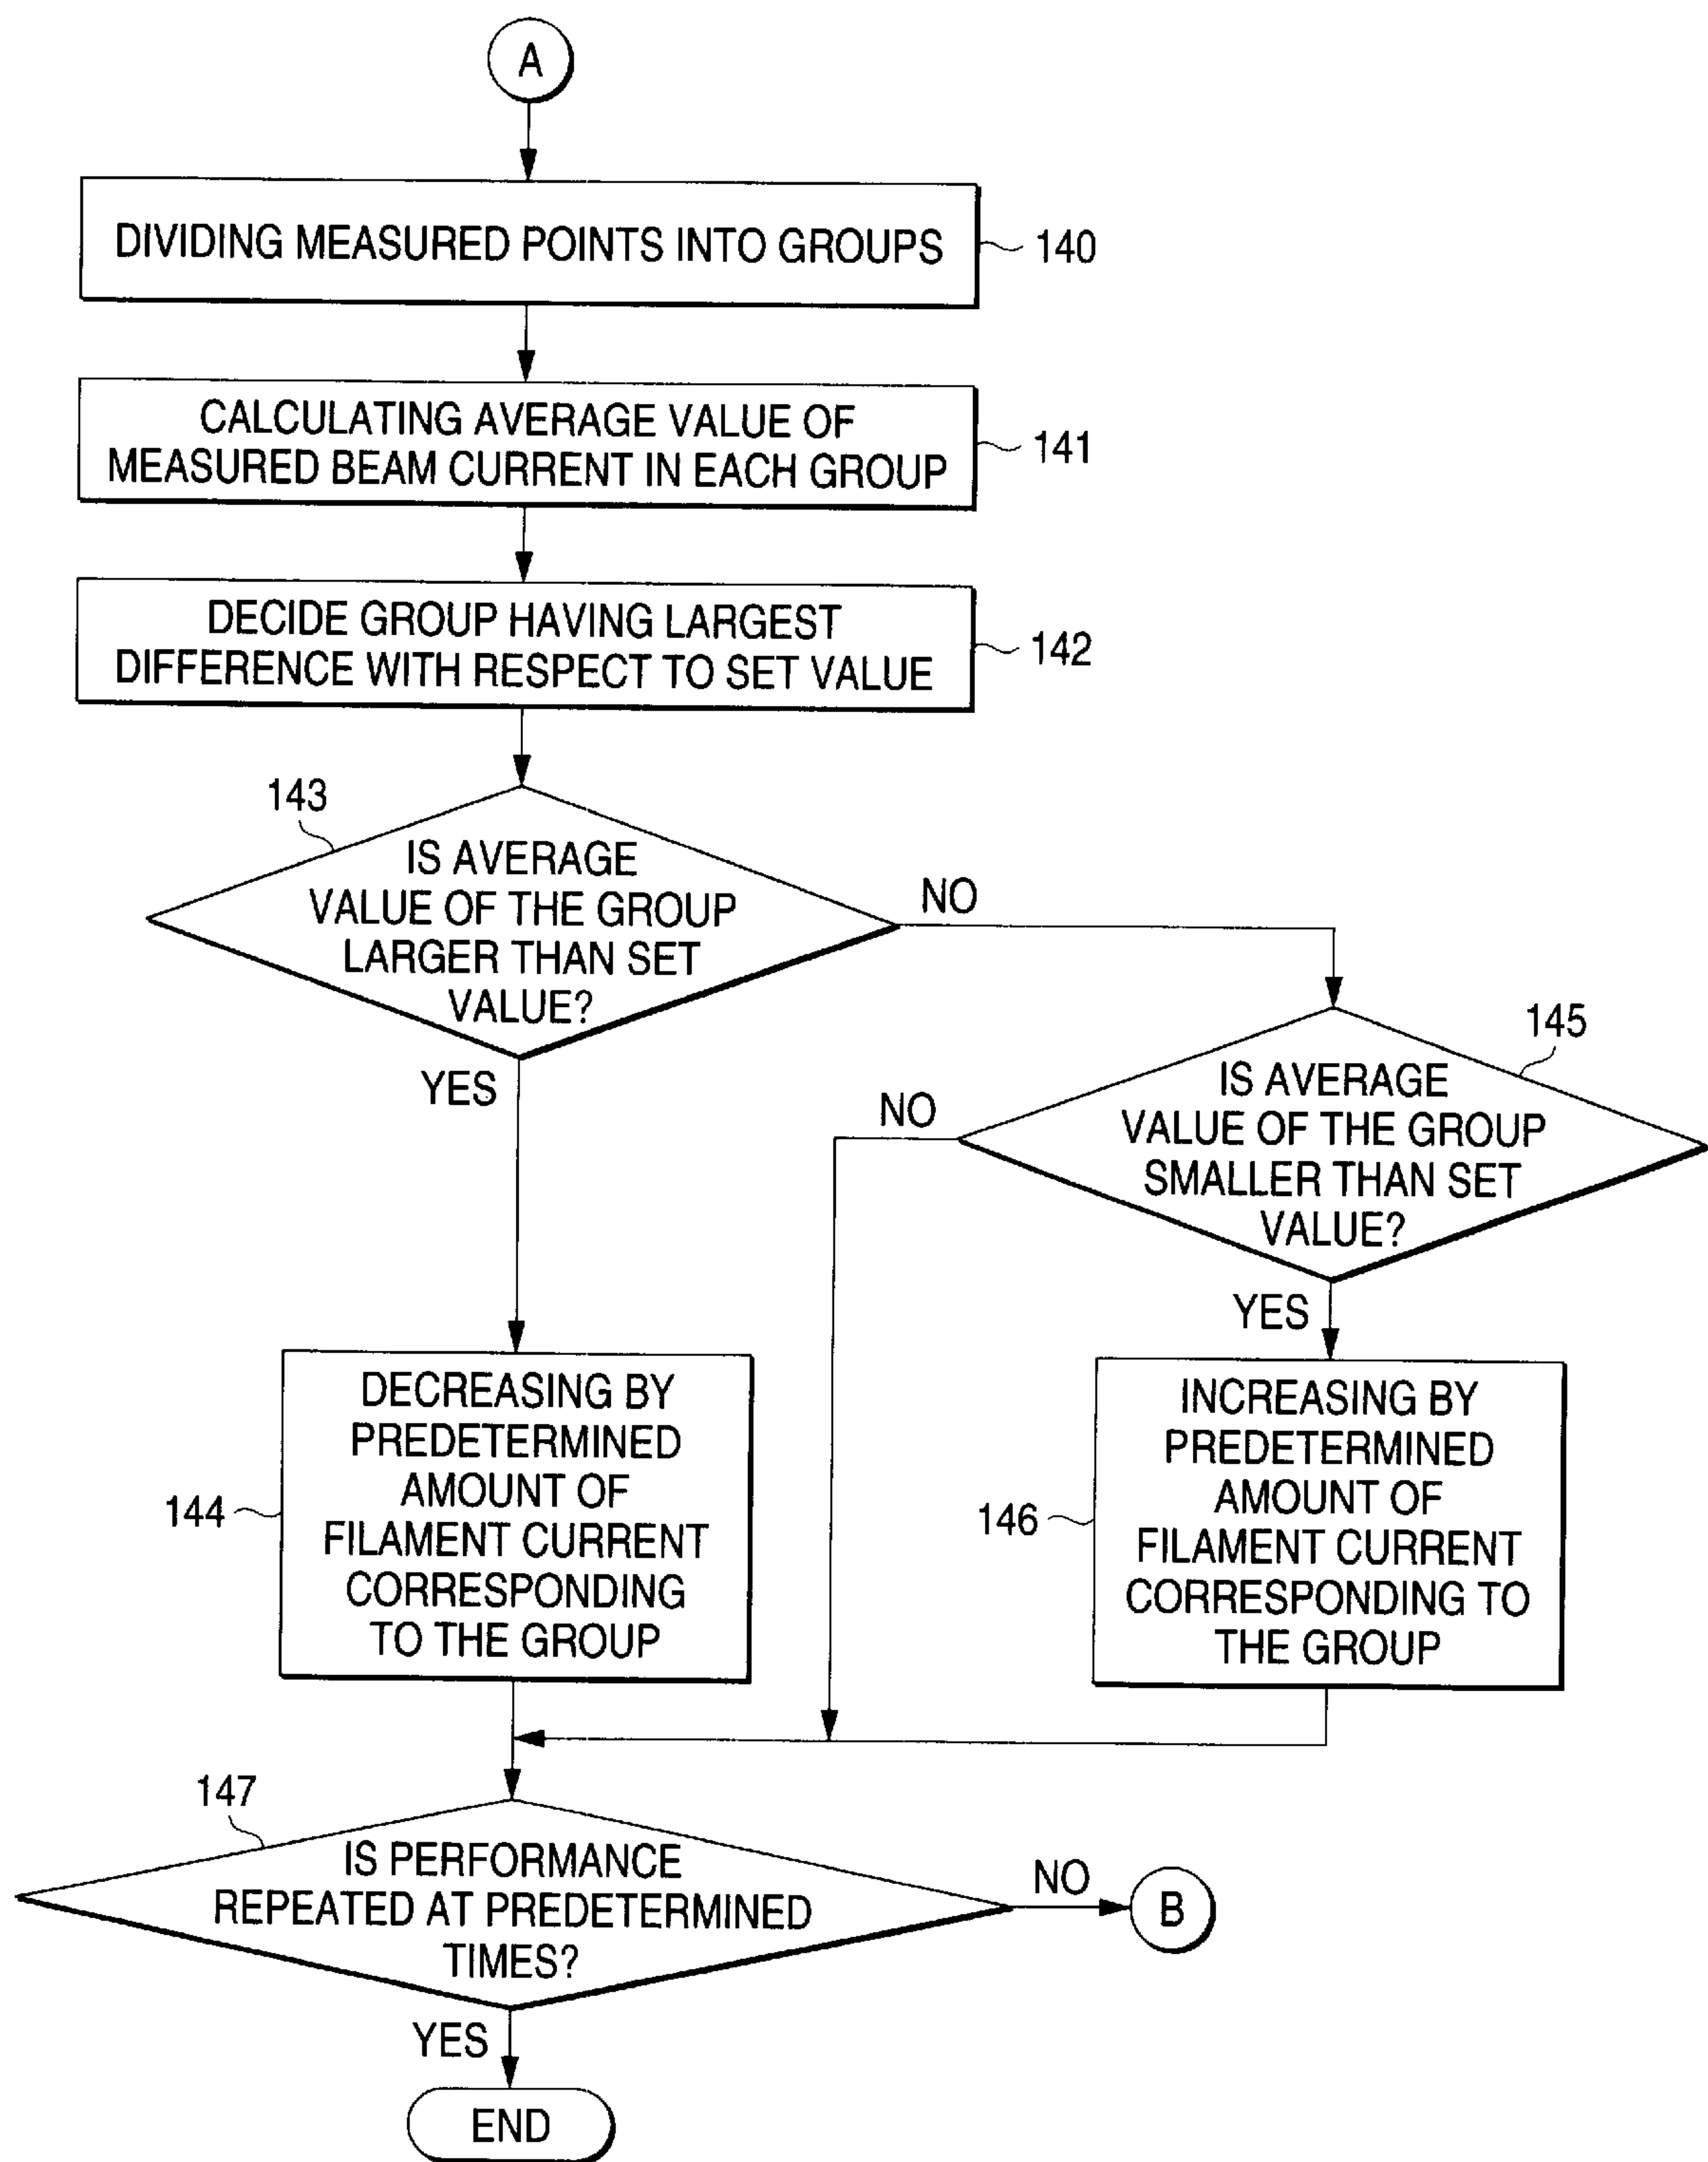 A
DIVIDING MEASURED POINTS INTO GROUPS
140
CALCULATING AVERAGE VALUE OF
MEASURED BEAM CURRENT IN EACH GROUP
141
DECIDE GROUP HAVING LARGEST
DIFFERENCE WITH RESPECT TO SET VALUE
142
143
IS AVERAGE
VALUE OF THE GROUP
LARGER THAN SET
VALUE?
NO
YES
145
IS AVERAGE
VALUE OF THE GROUP
SMALLER THAN SET
VALUE?
NO
YES
DECREASING BY
PREDETERMINED
AMOUNT OF
FILAMENT CURRENT
CORRESPONDING
TO THE GROUP
144
INCREASING BY
PREDETERMINED
AMOUNT OF
FILAMENT CURRENT
CORRESPONDING TO
THE GROUP
146
147
IS PERFORMANCE
REPEATED AT PREDETERMINED
TIMES?
NO
B
YES
END